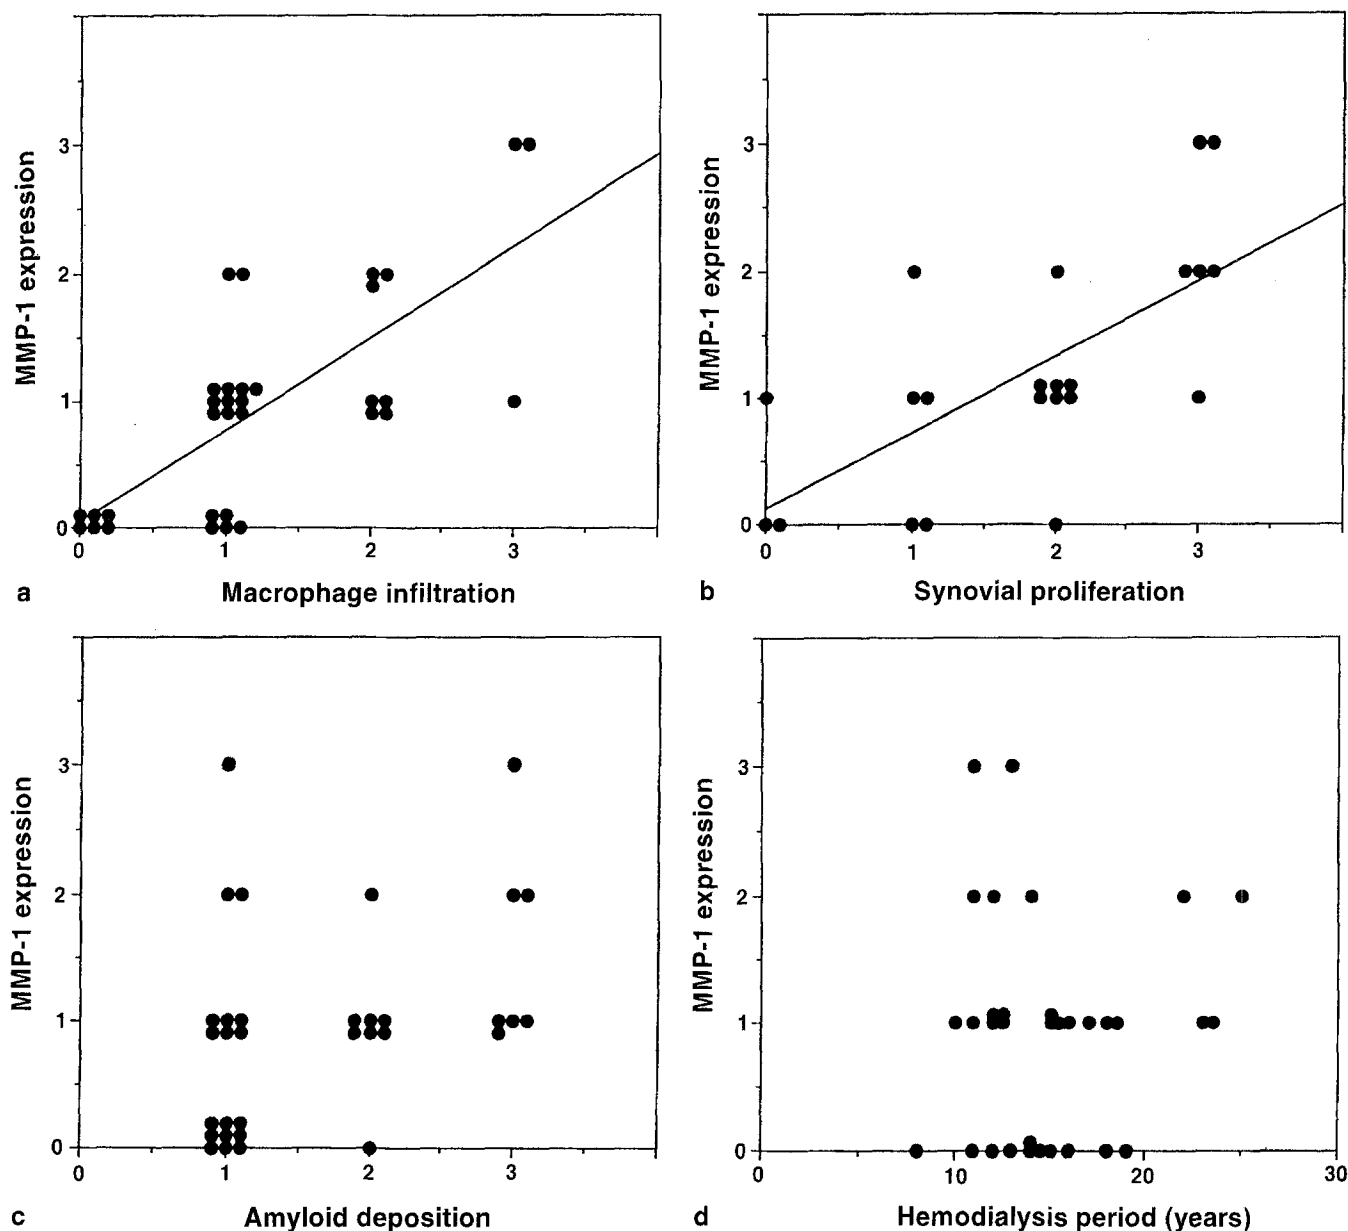 3
2
1
0
MMP-1 expression
0 1 2 3
a Macrophage infiltration
3
2
1
0
MMP-1 expression
0 1 2 3
b Synovial proliferation
3
2
1
0
MMP-1 expression
0 1 2 3
c Amyloid deposition
3
2
1
0
MMP-1 expression
0 10 20 30
d Hemodialysis period (years)